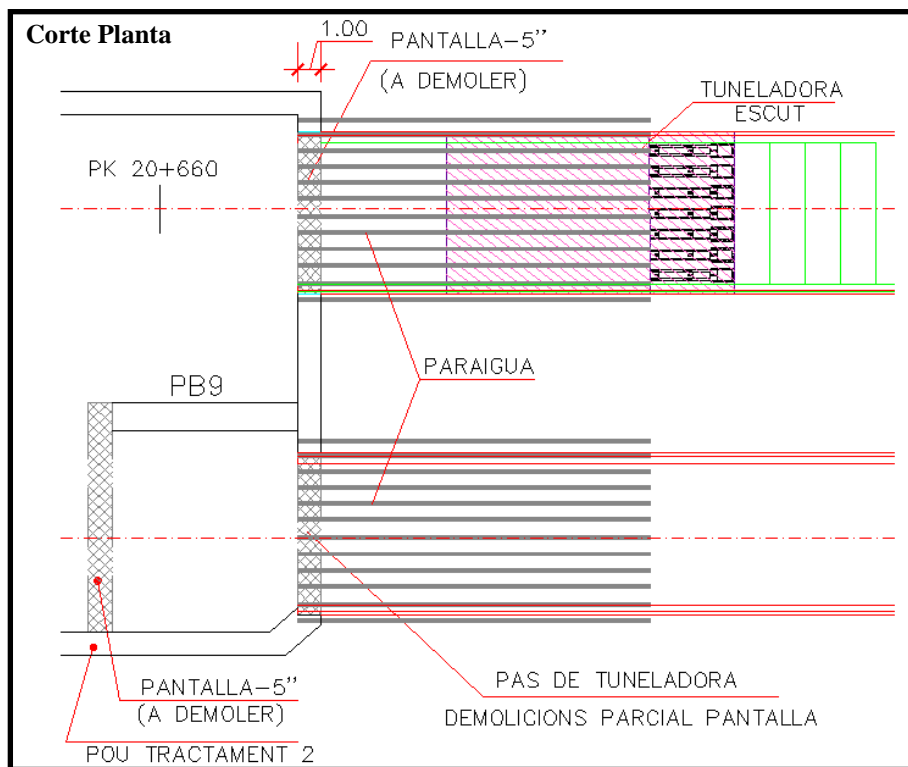 Corte Planta
1.00
PANTALLA-5"
(A DEMOLER)
TUNELADORA
ESCUT
PK 20+660
PARAIGUA
PB9
PANTALLA-5"
(A DEMOLER)
POU TRACTAMENT 2
PAS DE TUNELADORA
DEMOLICIONS PARCIAL PANTALLA